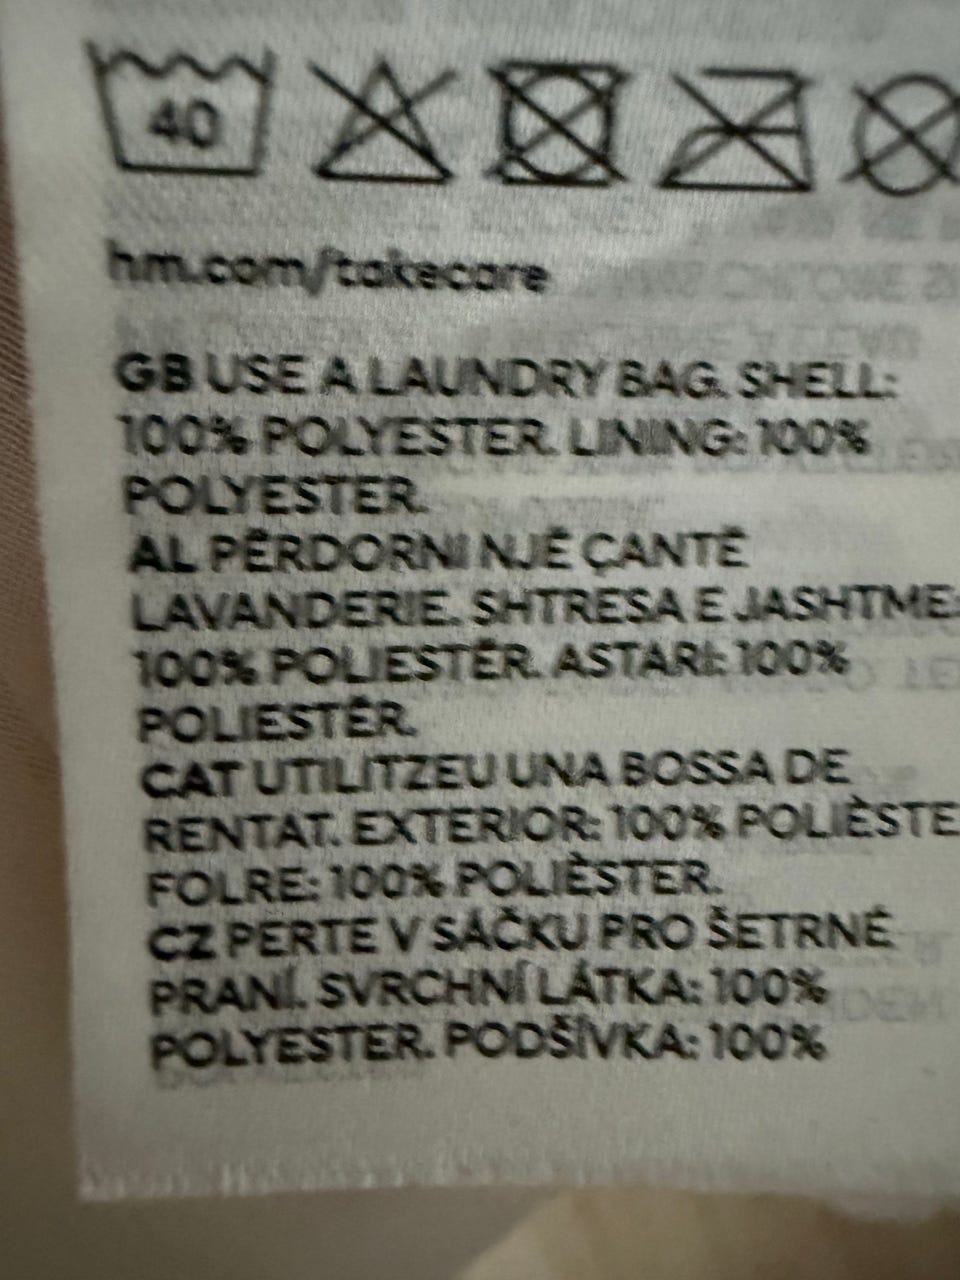 40
hm.com/takecare
GB USE A LAUNDRY BAG. SHELL:
100% POLYESTER. LINING: 100%
POLYESTER.
AL PËRDORNI NJË ÇANTË
LAVANDERIE. SHTRESA E JASHTME:
100% POLIESTËR. ASTARI: 100%
POLIESTËR.
CAT UTILITZEU UNA BOSSA DE
RENTAT. EXTERIOR: 100% POLIÈSTE
FOLRE: 100% POLIÈSTER.
CZ PERTE V SÁČKU PRO ŠETRNÉ
PRANÍ. SVRCHNÍ LÁTKA: 100%
POLYESTER. PODŠÍVKA: 100%